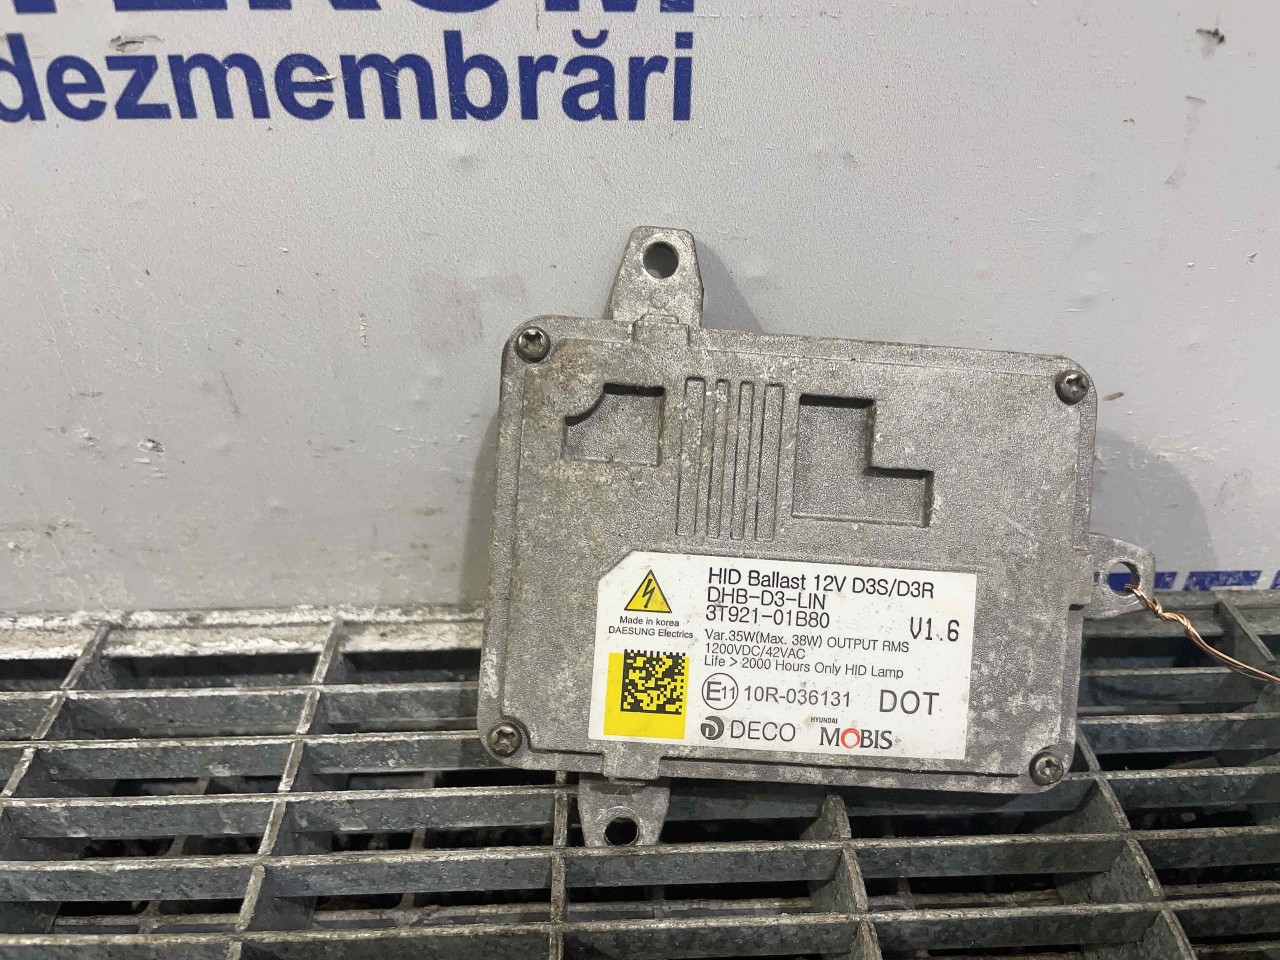 dezmembrări
HID Ballast 12V D3S/D3R
DHB-D3-LIN
3T921-01B80
V1.6
Made in korea
DAESUNG Electrics
Var.35W(Max. 38W) OUTPUT RMS
1200VDC/42VAC
Life > 2000 Hours Only HID Lamp
E11 10R-036131
DOT
DECO
HYUNDAI
MOBIS